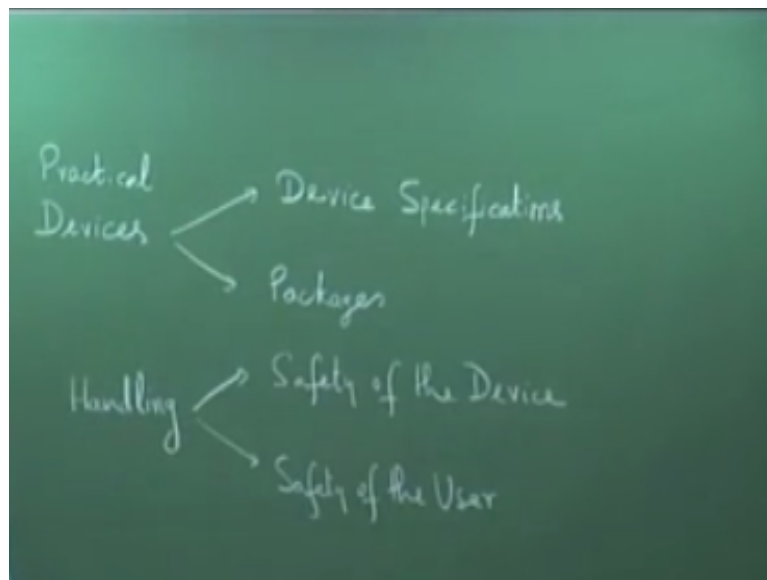 Practical
Devices
Device Specifications
Packages
Handling
Safety of the Device
Safety of the User